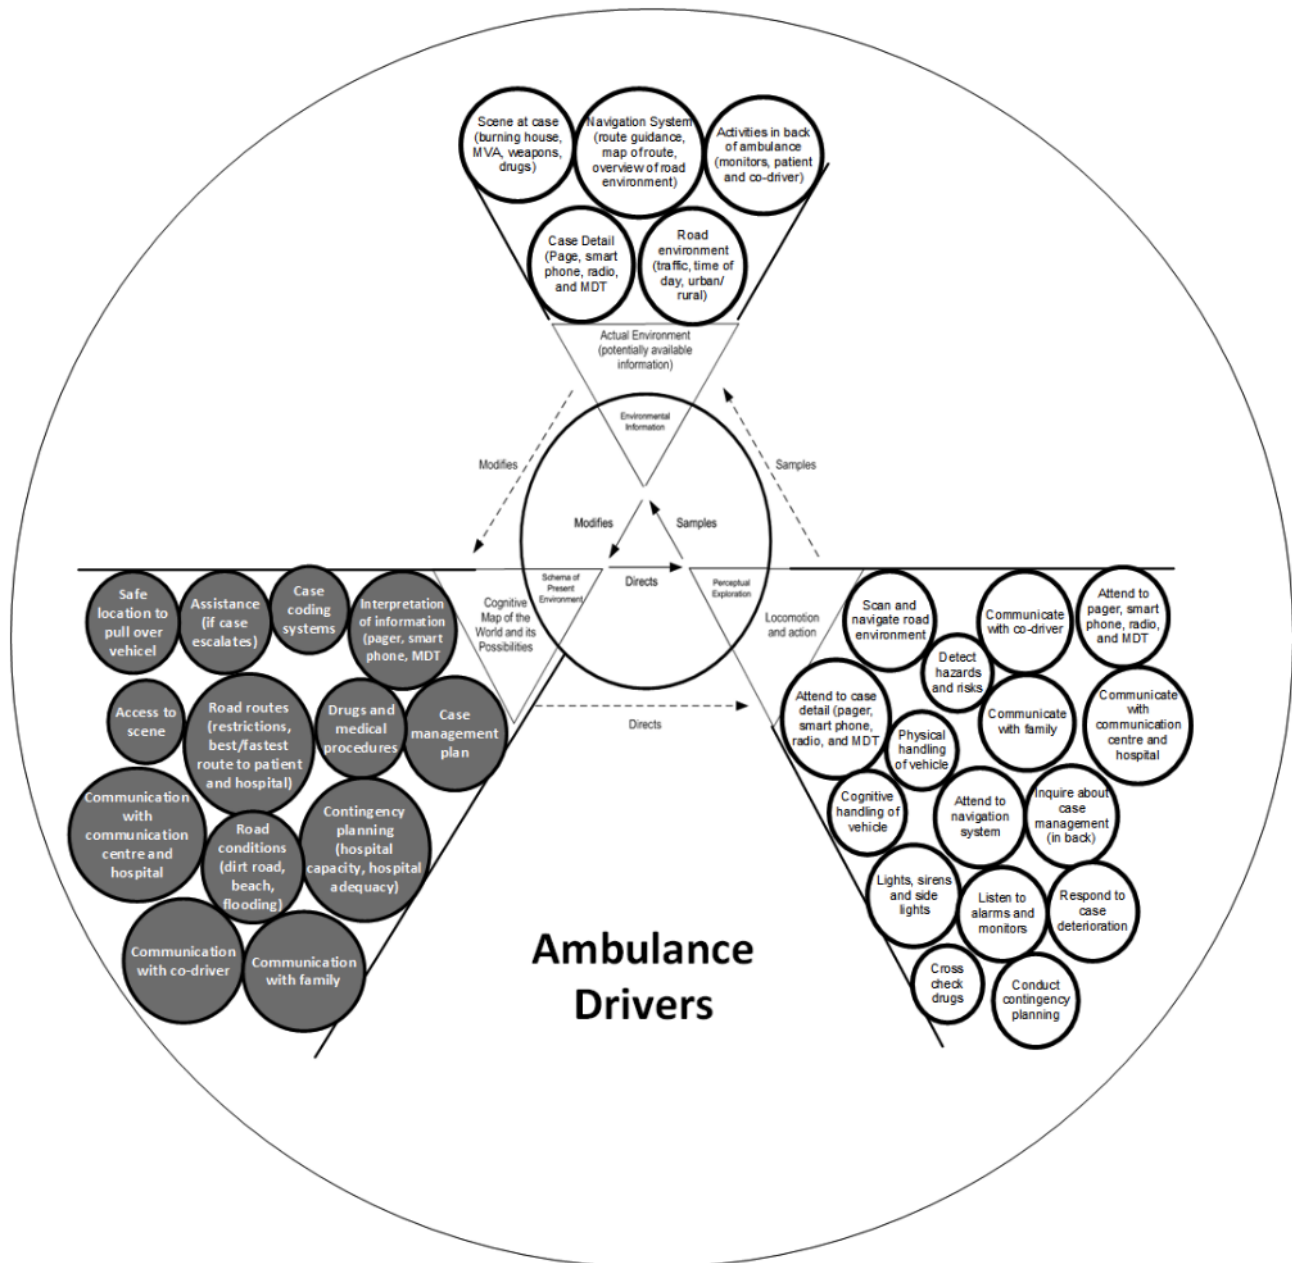 Scene at case
(burning house,
MVA, weapons,
drugs)
Navigation System
(route guidance,
map of route,
overview of road
environment)
Activities in back
of ambulance
(monitors, patient
and co-driver)
Case Detail
(Page, smart
phone, radio,
and MDT
Road
environment
(traffic, time of
day, urban/
rural)
Actual Environment
(potentially available
information)
Environmental
Information
Modifies
Samples
Modifies
Samples
Directs
Schema of
Present
Environment
Perceptual
Exploration
Cognitive
Map of the
World and its
Possibilities
Locomotion
and action
Directs
Safe
location to
pull over
vehicel
Assistance
(if case
escalates)
Case
coding
systems
Interpretation
of information
(pager, smart
phone, MDT
Access to
scene
Road routes
(restrictions,
best/fastest
route to patient
and hospital)
Drugs and
medical
procedures
Case
management
plan
Communication
with
communication
centre and
hospital
Road
conditions
(dirt road,
beach,
flooding)
Contingency
planning
(hospital
capacity, hospital
adequacy)
Communication
with co-driver
Communication
with family
Scan and
navigate road
environment
Detect
hazards
and risks
Communicate
with co-driver
Attend to
pager, smart
phone, radio,
and MDT
Attend to case
detail (pager,
smart phone,
radio, and MDT
Physical
handling
of vehicle
Communicate
with family
Communicate
with
communication
centre and
hospital
Cognitive
handling of
vehicle
Attend to
navigation
system
Inquire about
case
management
(in back)
Lights, sirens
and side
lights
Listen to
alarms and
monitors
Respond to
case
deterioration
Cross
check
drugs
Conduct
contingency
planning
Ambulance
Drivers